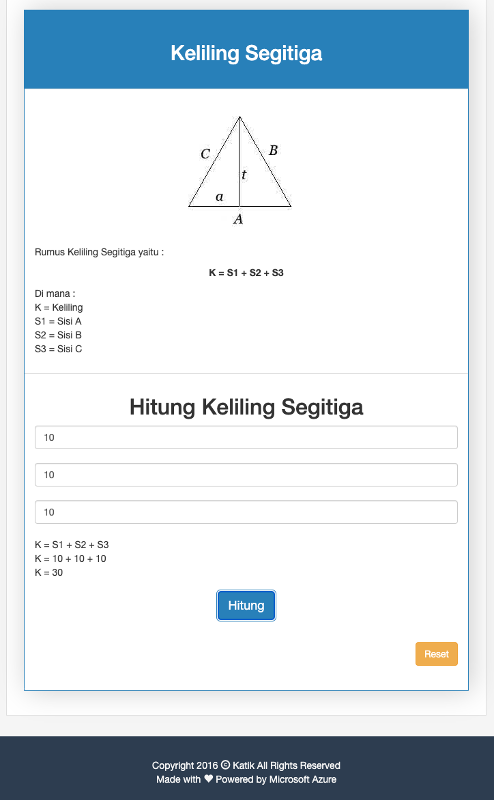 Keliling Segitiga
C
B
t
a
A
Rumus Keliling Segitiga yaitu :
K = S1 + S2 + S3
Di mana :
K = Keliling
S1 = Sisi A
S2 = Sisi B
S3 = Sisi C
Hitung Keliling Segitiga
10
10
10
K = S1 + S2 + S3
K = 10 + 10 + 10
K = 30
Hitung
Reset
Copyright 2016 © Katik All Rights Reserved
Made with ♥ Powered by Microsoft Azure